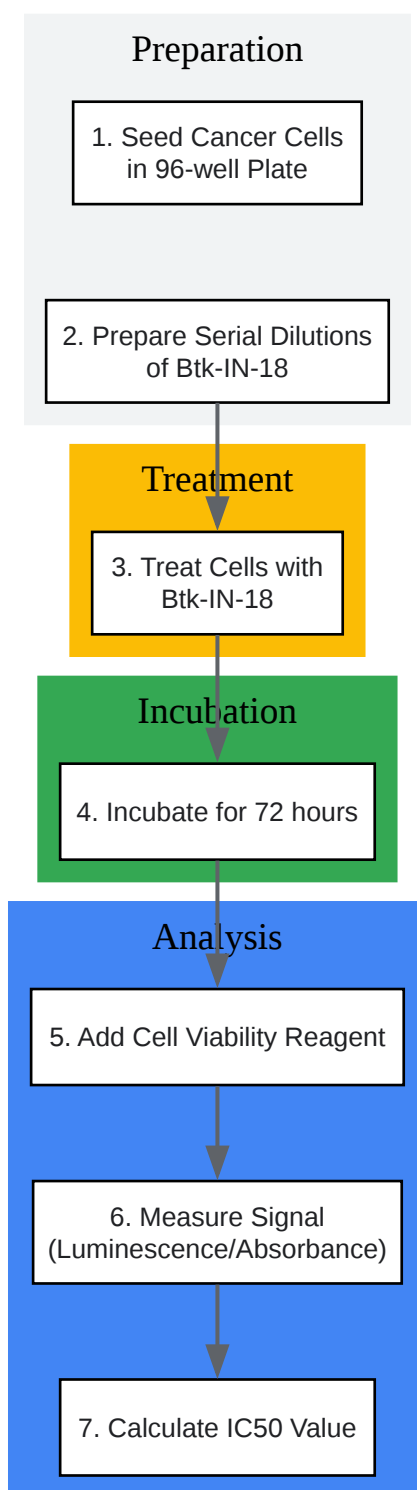 Preparation
1. Seed Cancer Cells
in 96-well Plate
2. Prepare Serial Dilutions
of Btk-IN-18
Treatment
3. Treat Cells with
Btk-IN-18
Incubation
4. Incubate for 72 hours
Analysis
5. Add Cell Viability Reagent
6. Measure Signal
(Luminescence/Absorbance)
7. Calculate IC50 Value